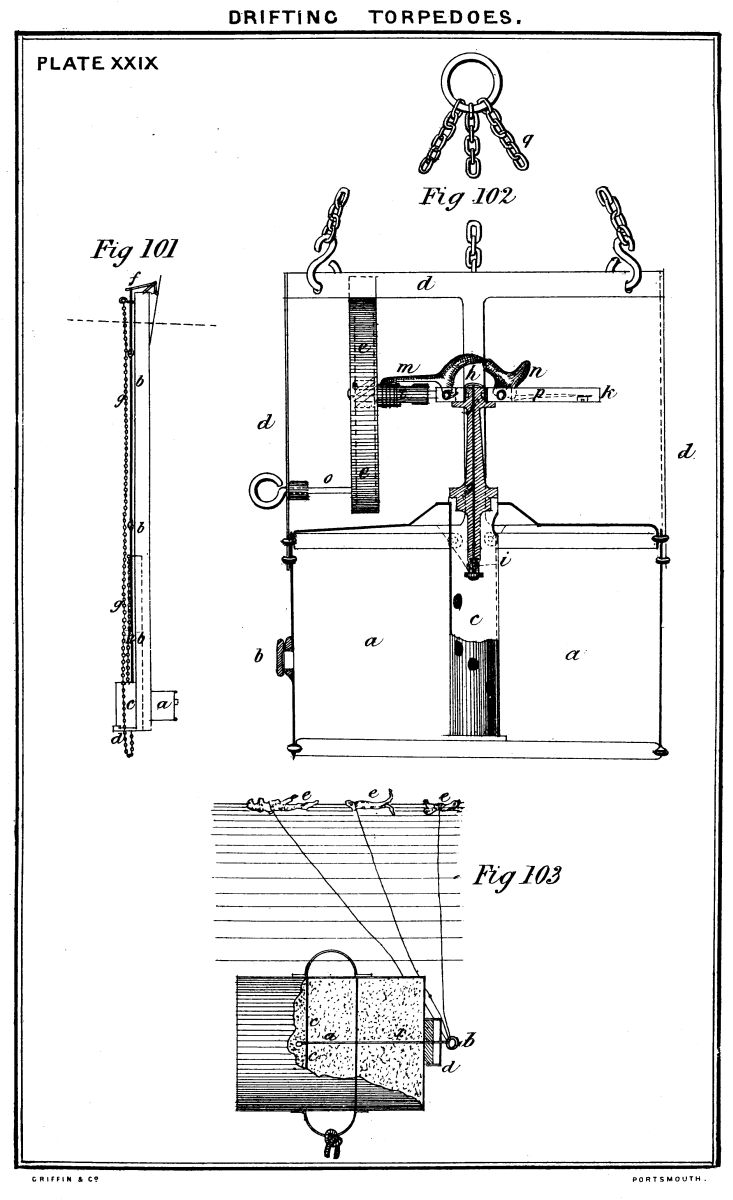 DRIFTING TORPEDOES.
PLATE XXIX
q
Fig 102
Fig 101
f
d
b
g
e
m
h
n
l
p
k
d
d
e
o
b
i
g
c
b
b
a
a
c
a
d
e
e
e
Fig 103
c
a
x
b
c
d
GRIFFIN & Co
PORTSMOUTH.